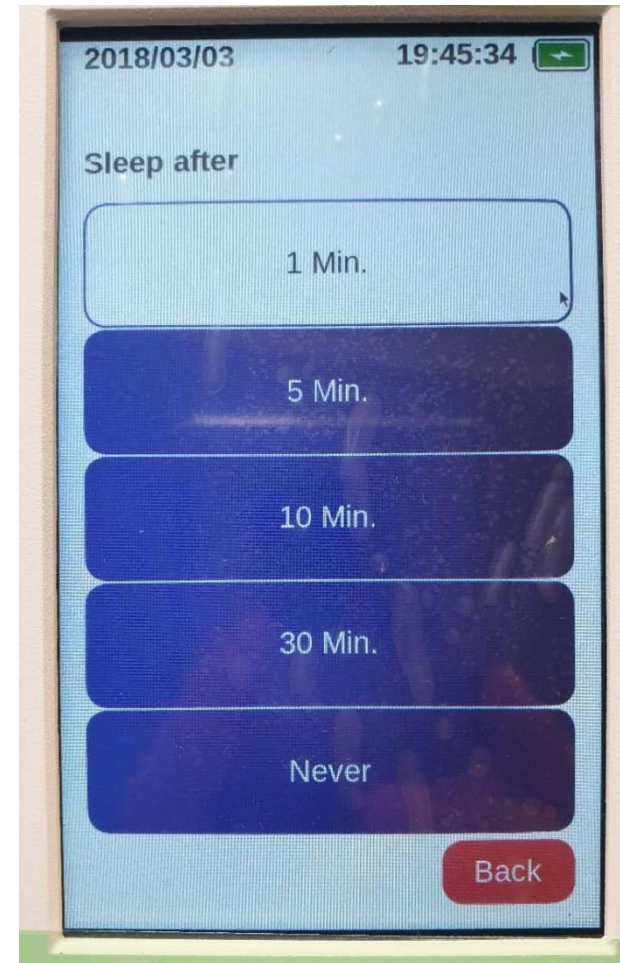 2018/03/03 19:45:34
Sleep after
1 Min.
5 Min.
10 Min.
30 Min.
Never
Back